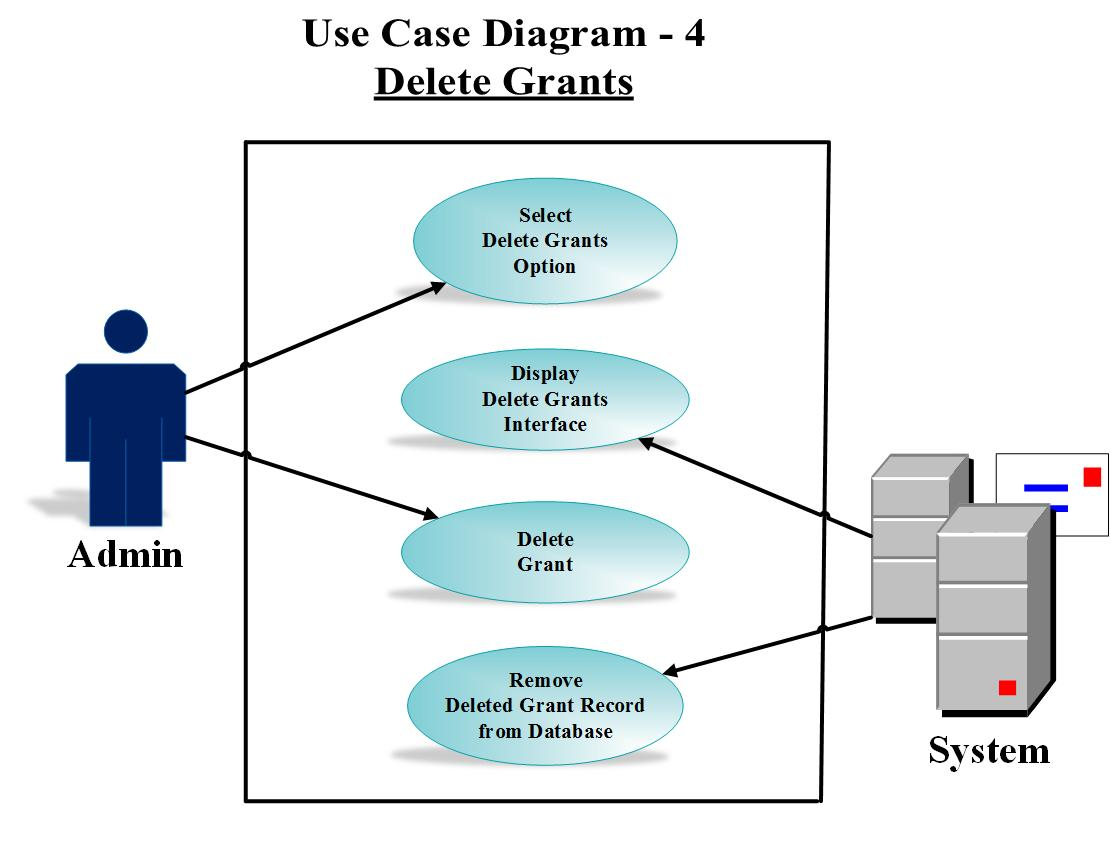 Use Case Diagram - 4
Delete Grants
Select
Delete Grants
Option
Display
Delete Grants
Interface
Delete
Grant
Remove
Deleted Grant Record
from Database
Admin
System